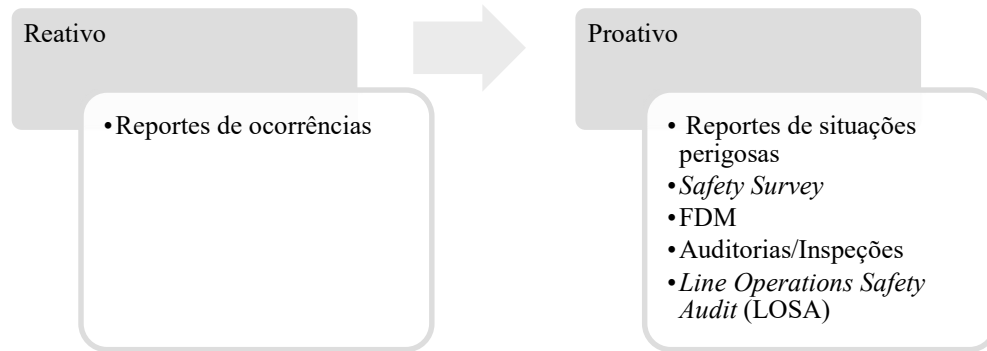 Reativo
•Reportes de ocorrências
Proativo
• Reportes de situações
perigosas
•Safety Survey
•FDM
•Auditorias/Inspeções
•Line Operations Safety
Audit (LOSA)